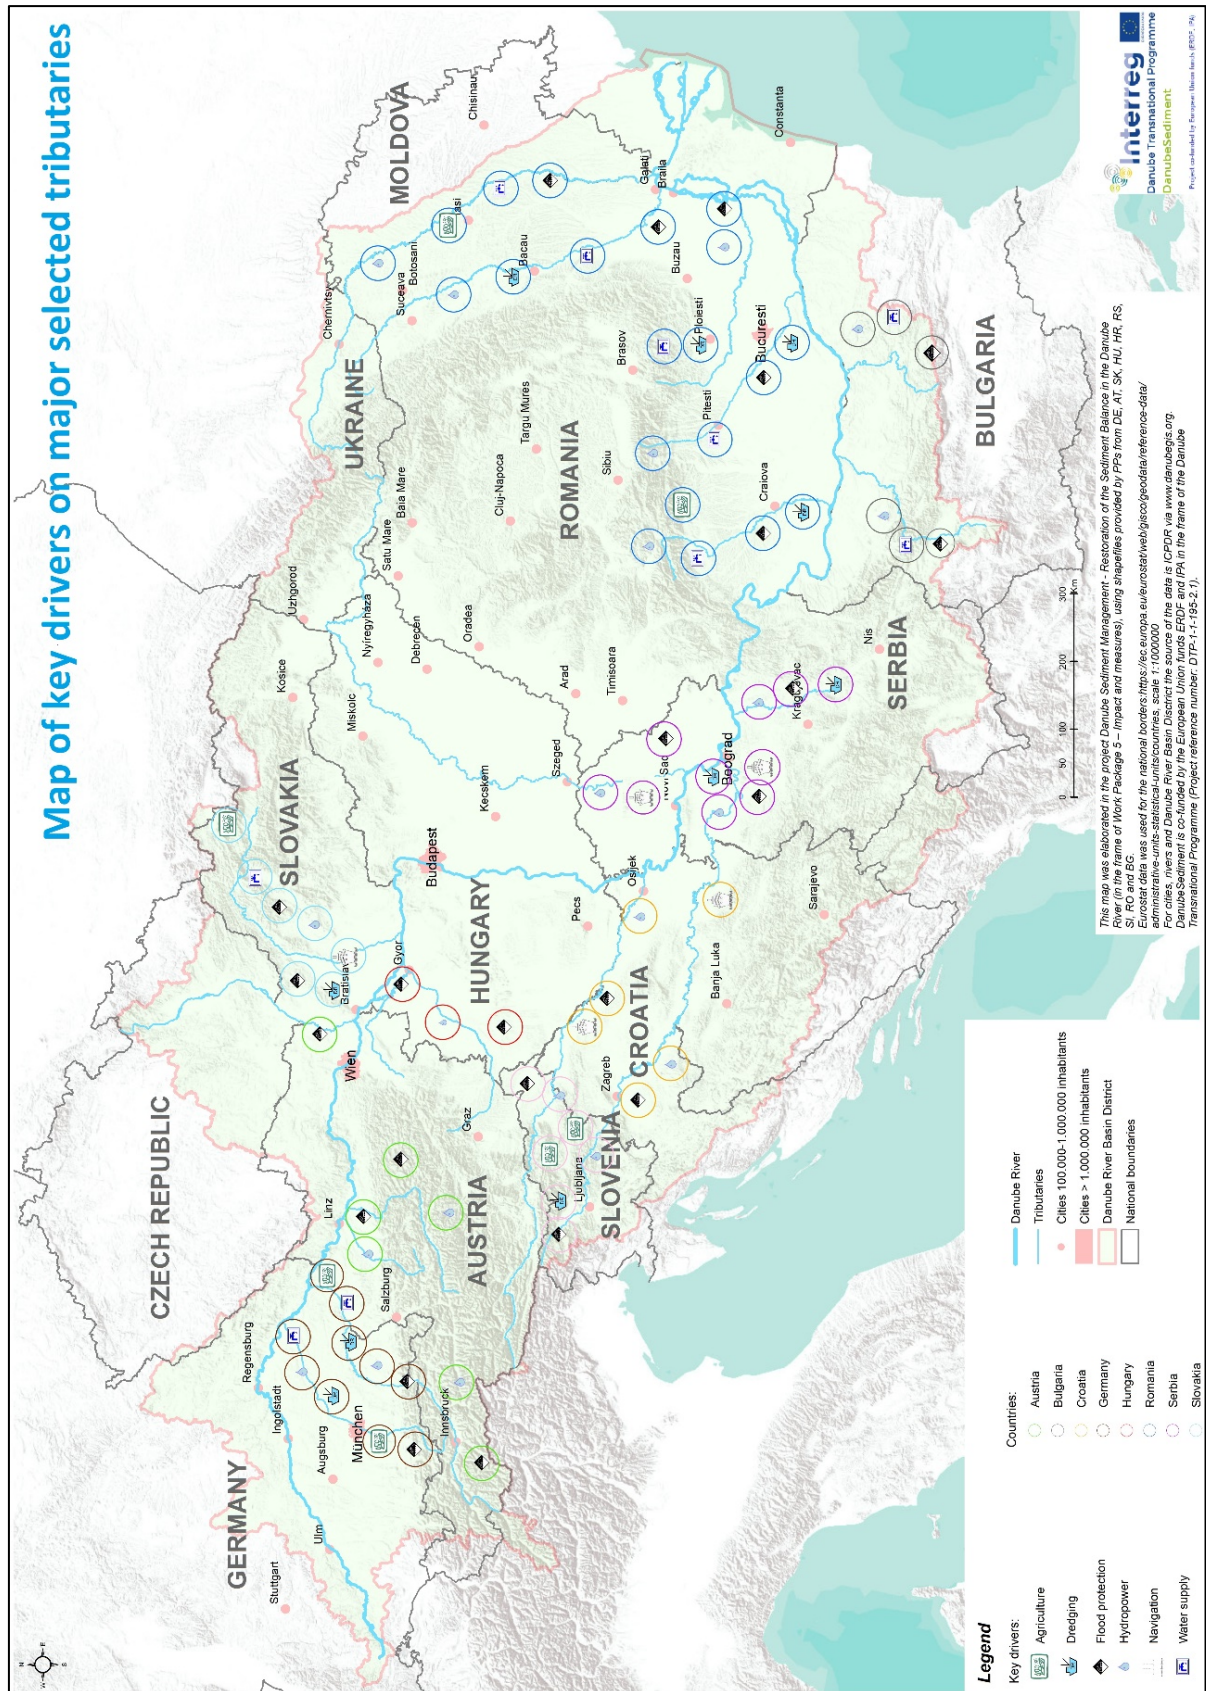 Map of key drivers on major selected tributaries
Interreg
Danube Transnational Programme
DanubeSediment
Project co-funded by European Union funds (ERDF, IPA)
N
E
S
W
GERMANY
CZECH REPUBLIC
AUSTRIA
SLOVENIA
CROATIA
HUNGARY
SLOVAKIA
UKRAINE
MOLDOVA
ROMANIA
SERBIA
BULGARIA
Stuttgart
Ulm
Augsburg
Ingolstadt
Regensburg
München
Innsbruck
Salzburg
Linz
Wien
Graz
Ljubljana
Zagreb
Banja Luka
Sarajevo
Osijek
Pecs
Gyor
Budapest
Kecskem
Szeged
Miskolc
Debrecen
Nyiregyháza
Kosice
Uzhgorod
Satu Mare
Baia Mare
Oradea
Arad
Timisoara
Cluj-Napoca
Targu Mures
Sibiu
Brasov
Pitesti
Craiova
Ploiesti
Bucuresti
Buzau
Braila
Galati
Constanta
Bacau
Suceava
Botosani
Chernivtsy
Chisinau
Beograd
Nis
0 50 100 200 300
Km
This map was elaborated in the project Danube Sediment Management - Restoration of the Sediment Balance in the Danube
River (in the frame of Work Package 5 – Impact and measures), using shapefiles provided by PPs from DE, AT, SK, HU, HR, RS,
SI, RO and BG.
Eurostat data was used for the national borders:https://ec.europa.eu/eurostat/web/gisco/geodata/reference-data/
administrative-units-statistical-units/countries, scale 1:1000000
For cities, rivers and Danube River Basin District the source of the data is ICPDR via www.danubegis.org.
DanubeSediment is co-funded by the European Union funds ERDF and IPA in the frame of the Danube
Transnational Programme (Project reference number: DTP-1-1-195-2.1).
Legend
Key drivers:
Agriculture
Dredging
Flood protection
Hydropower
Navigation
Water supply
Countries:
Austria
Bulgaria
Croatia
Germany
Hungary
Romania
Serbia
Slovakia
Danube River
Tributaries
Cities 100.000-1.000.000 inhabitants
Cities > 1.000.000 inhabitants
Danube River Basin District
National boundaries